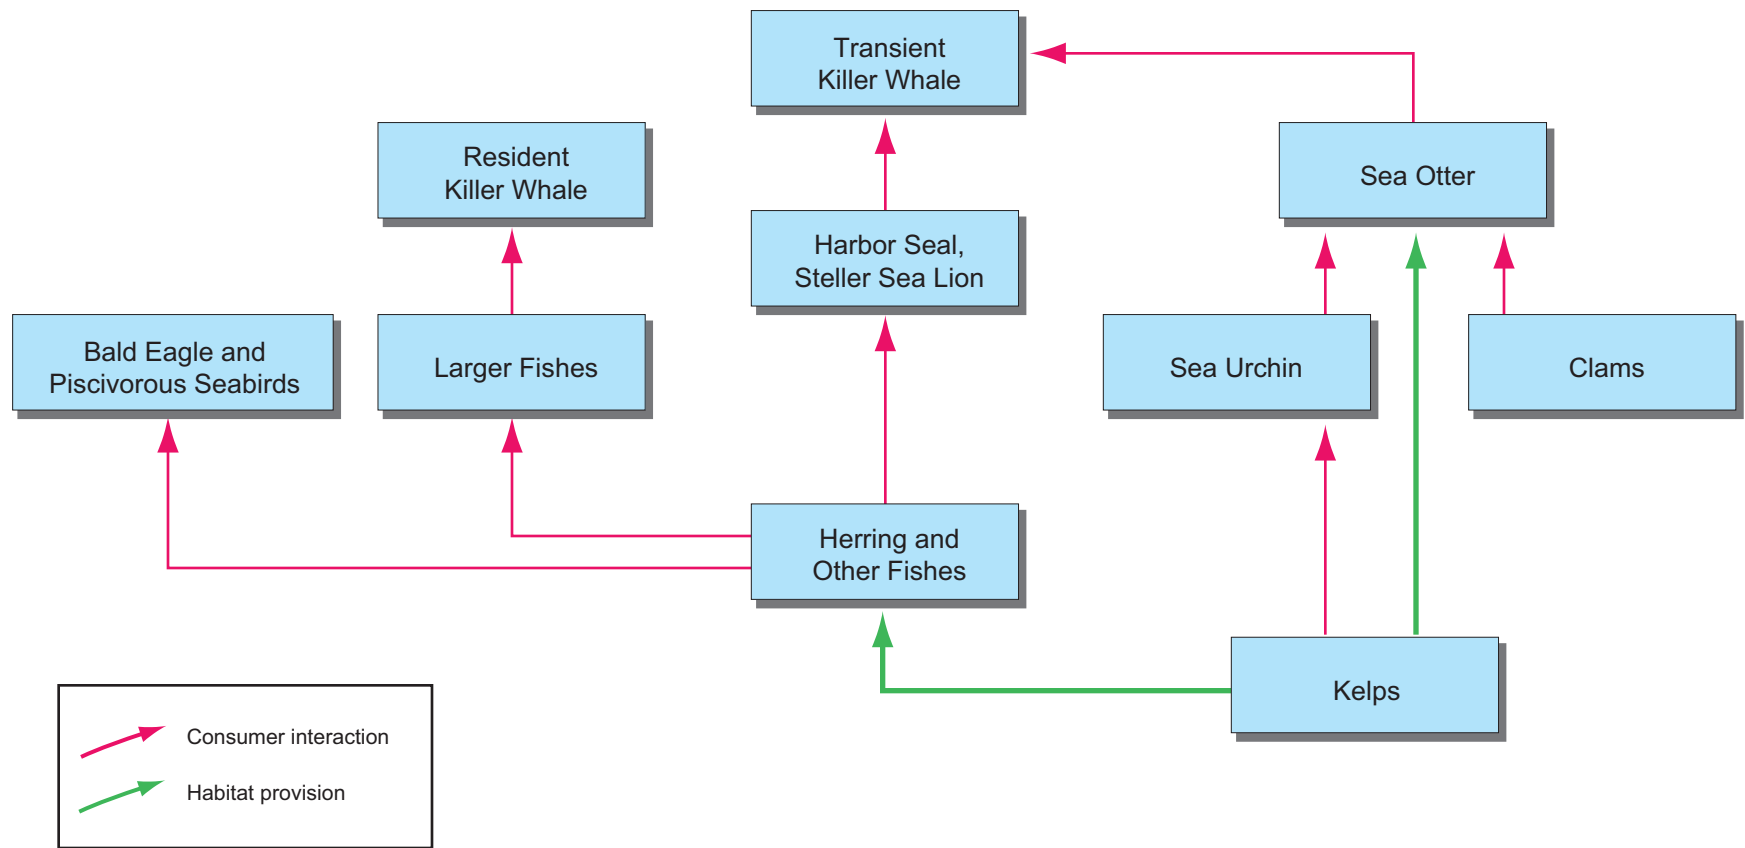 Transient
Killer Whale
Resident
Killer Whale
Sea Otter
Harbor Seal,
Steller Sea Lion
Bald Eagle and
Piscivorous Seabirds
Larger Fishes
Sea Urchin
Clams
Herring and
Other Fishes
Kelps
Consumer interaction
Habitat provision